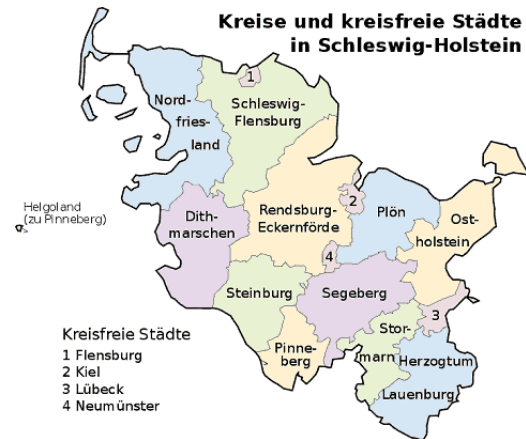 Kreise und kreisfreie Städte
in Schleswig-Holstein
1
Nord-
fries-
land
Schleswig-
Flensburg
Helgoland
(zu Pinneberg)
Dith-
marschen
Rendsburg-
Eckernförde
2
Plön
Ost-
holstein
4
Steinburg
Segeberg
3
Pinne-
berg
Stor-
marn
Herzogtum
Lauenburg
Kreisfreie Städte
1 Flensburg
2 Kiel
3 Lübeck
4 Neumünster